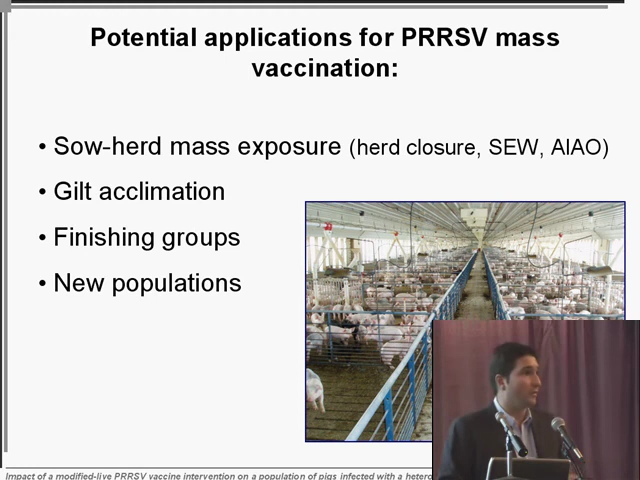 Potential applications for PRRSV mass
vaccination:
• Sow-herd mass exposure (herd closure, SEW, AIAO)
• Gilt acclimation
• Finishing groups
• New populations
Impact of a modified-live PRRSV vaccine intervention on a population of pigs infected with a hetero